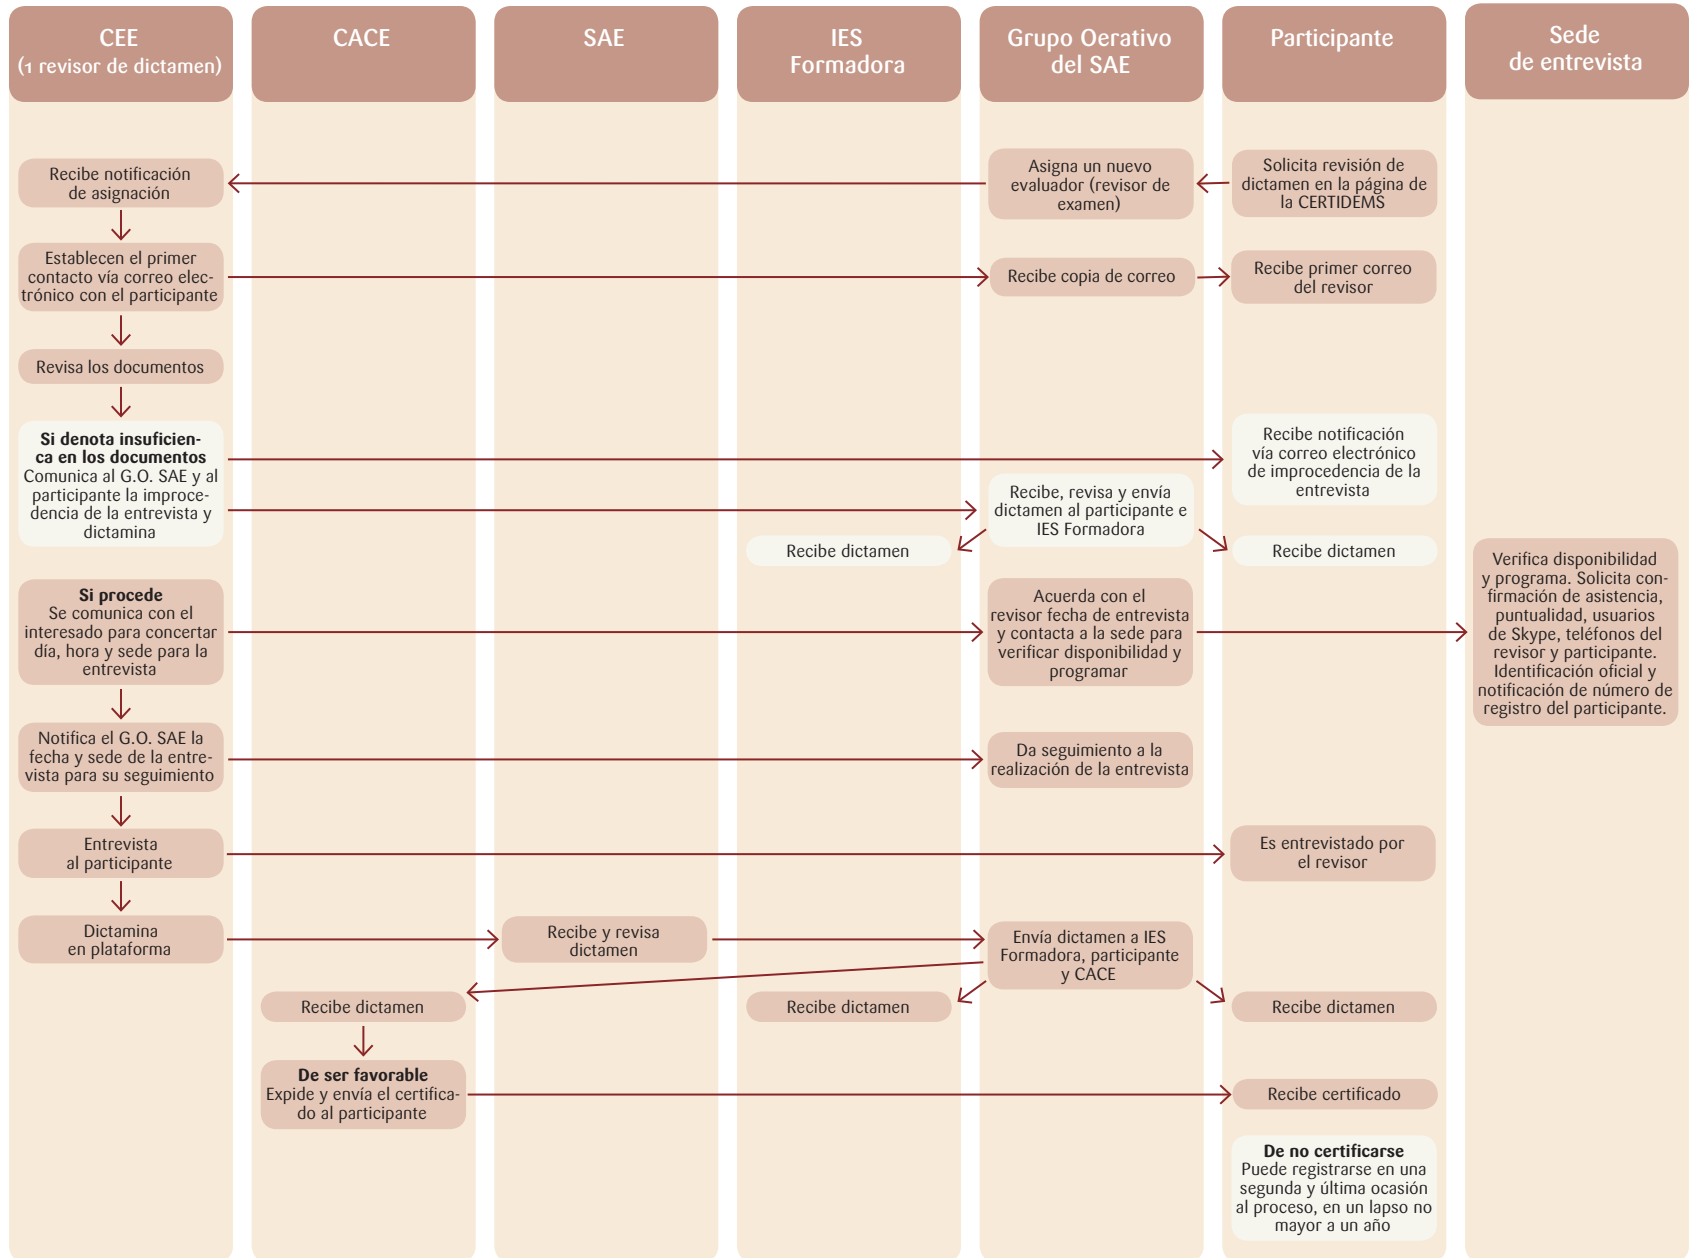 CEE
(1 revisor de dictamen)
CACE
SAE
IES
Formadora
Grupo Oerativo
del SAE
Participante
Sede
de entrevista
Recibe notificación
de asignación
Asigna un nuevo
evaluador (revisor de
examen)
Solicita revisión de
dictamen en la página de
la CERTIDEMS
Establecen el primer
contacto vía correo elec-
trónico con el participante
Recibe copia de correo
Recibe primer correo
del revisor
Revisa los documentos
Si denota insuficien-
ca en los documentos
Comunica al G.O. SAE y al
participante la improce-
dencia de la entrevista y
dictamina
Recibe notificación
vía correo electrónico
de improcedencia de la
entrevista
Recibe, revisa y envía
dictamen al participante e
IES Formadora
Recibe dictamen
Recibe dictamen
Si procede
Se comunica con el
interesado para concertar
día, hora y sede para la
entrevista
Acuerda con el
revisor fecha de entrevista
y contacta a la sede para
verificar disponibilidad y
programar
Verifica disponibilidad
y programa. Solicita con-
firmación de asistencia,
puntualidad, usuarios
de Skype, teléfonos del
revisor y participante.
Identificación oficial y
notificación de número de
registro del participante.
Notifica el G.O. SAE la
fecha y sede de la entre-
vista para su seguimiento
Da seguimiento a la
realización de la entrevista
Entrevista
al participante
Es entrevistado por
el revisor
Dictamina
en plataforma
Recibe y revisa
dictamen
Envía dictamen a IES
Formadora, participante
y CACE
Recibe dictamen
Recibe dictamen
Recibe dictamen
De ser favorable
Expide y envía el certifica-
do al participante
Recibe certificado
De no certificarse
Puede registrarse en una
segunda y última ocasión
al proceso, en un lapso no
mayor a un año